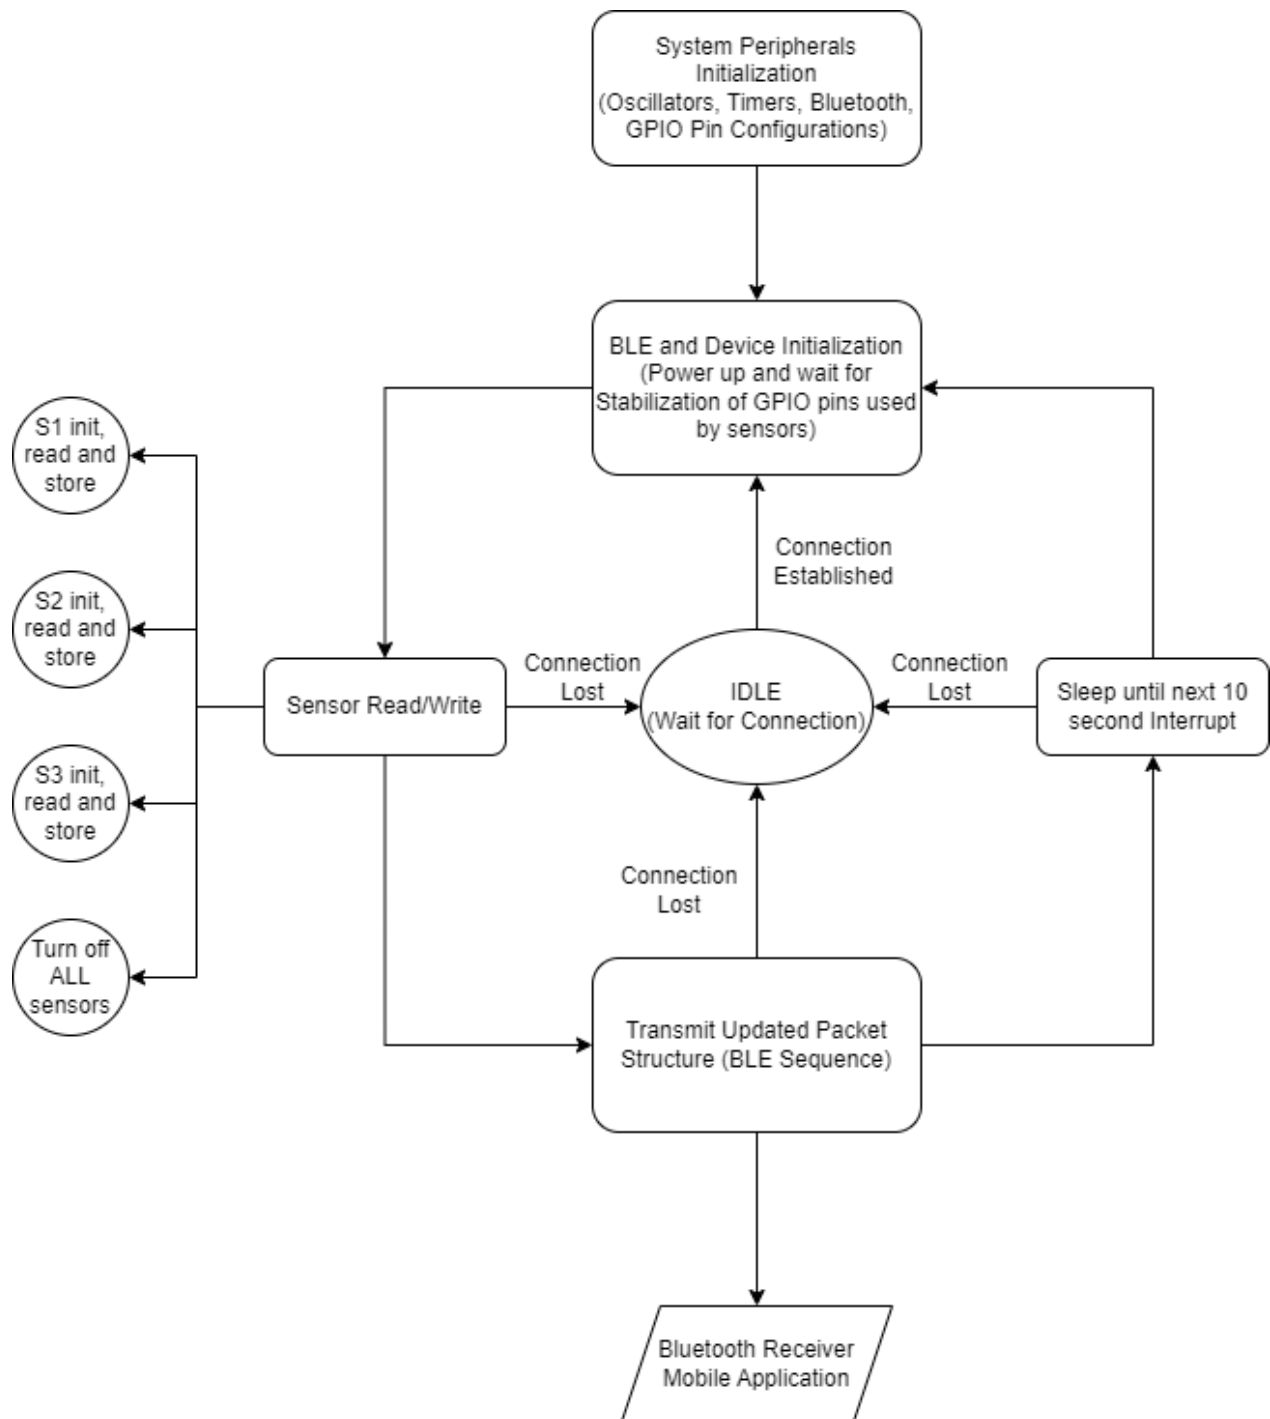 System Peripherals
Initialization
(Oscillators, Timers, Bluetooth,
GPIO Pin Configurations)
BLE and Device Initialization
(Power up and wait for
Stabilization of GPIO pins used
by sensors)
S1 init,
read and
store
Connection
Established
S2 init,
read and
store
Sensor Read/Write
Connection
Lost
IDLE
(Wait for Connection)
Connection
Lost
Sleep until next 10
second Interrupt
S3 init,
read and
store
Connection
Lost
Turn off
ALL
sensors
Transmit Updated Packet
Structure (BLE Sequence)
Bluetooth Receiver
Mobile Application